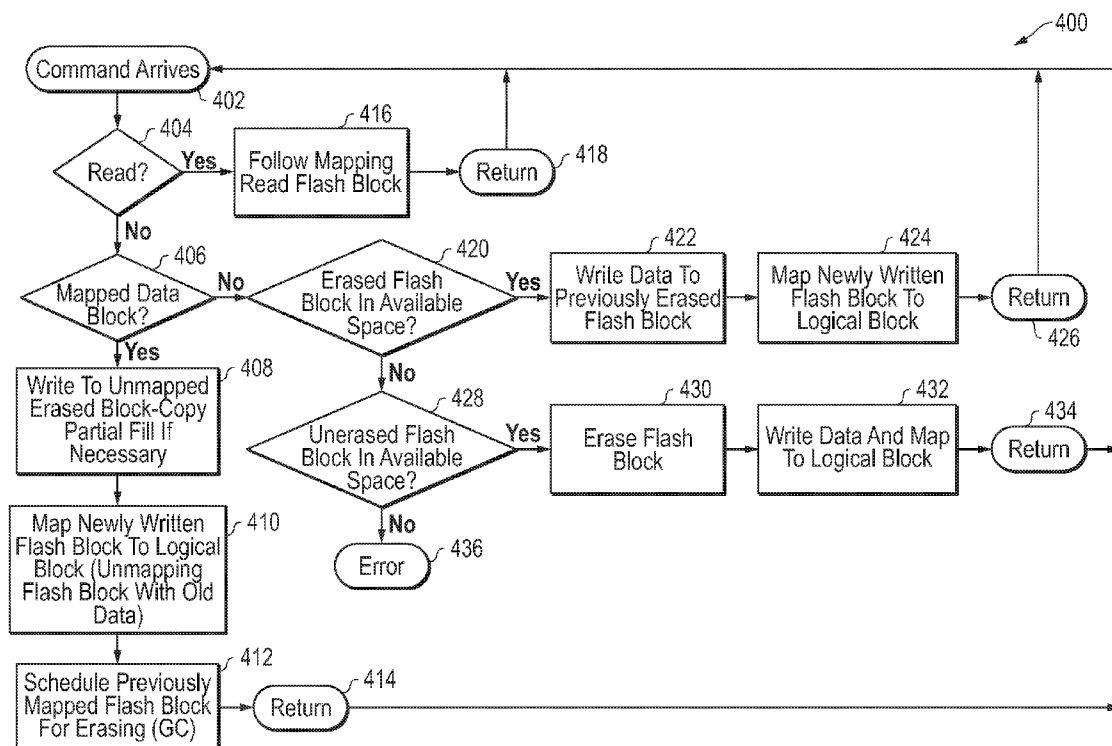 400
Command Arrives
402
404
Read?
Yes
No
416
Follow Mapping
Read Flash Block
Return
418
406
Mapped Data
Block?
No
Yes
420
Erased Flash
Block In Available
Space?
Yes
No
422
Write Data To
Previously Erased
Flash Block
424
Map Newly Written
Flash Block To
Logical Block
Return
426
408
Write To Unmapped
Erased Block-Copy
Partial Fill If
Necessary
428
Unerased Flash
Block In Available
Space?
Yes
No
430
Erase Flash
Block
432
Write Data And Map
To Logical Block
434
Return
436
Error
410
Map Newly Written
Flash Block To Logical
Block (Unmapping
Flash Block With Old
Data)
412
Schedule Previously
Mapped Flash Block
For Erasing (GC)
414
Return